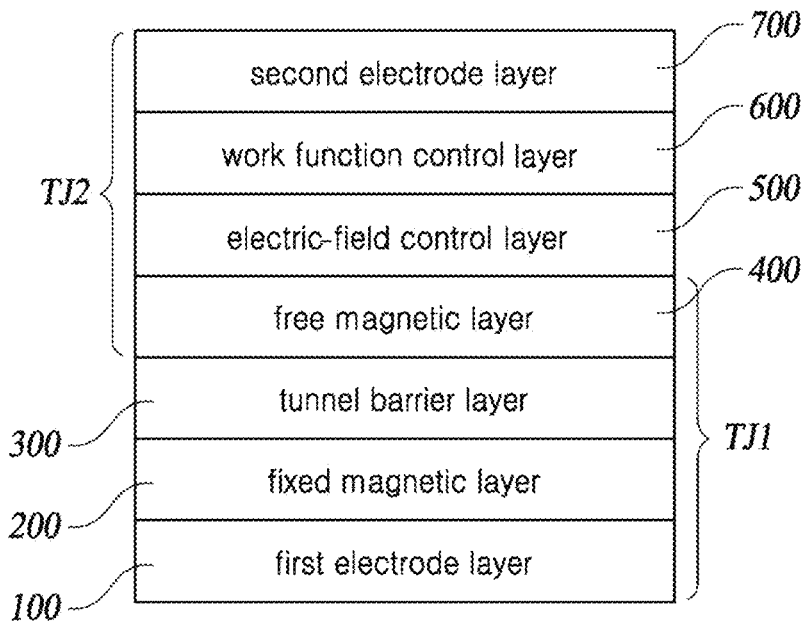 700
second electrode layer
600
work function control layer
TJ2
500
electric-field control layer
400
free magnetic layer
tunnel barrier layer
300
TJ1
fixed magnetic layer
200
first electrode layer
100